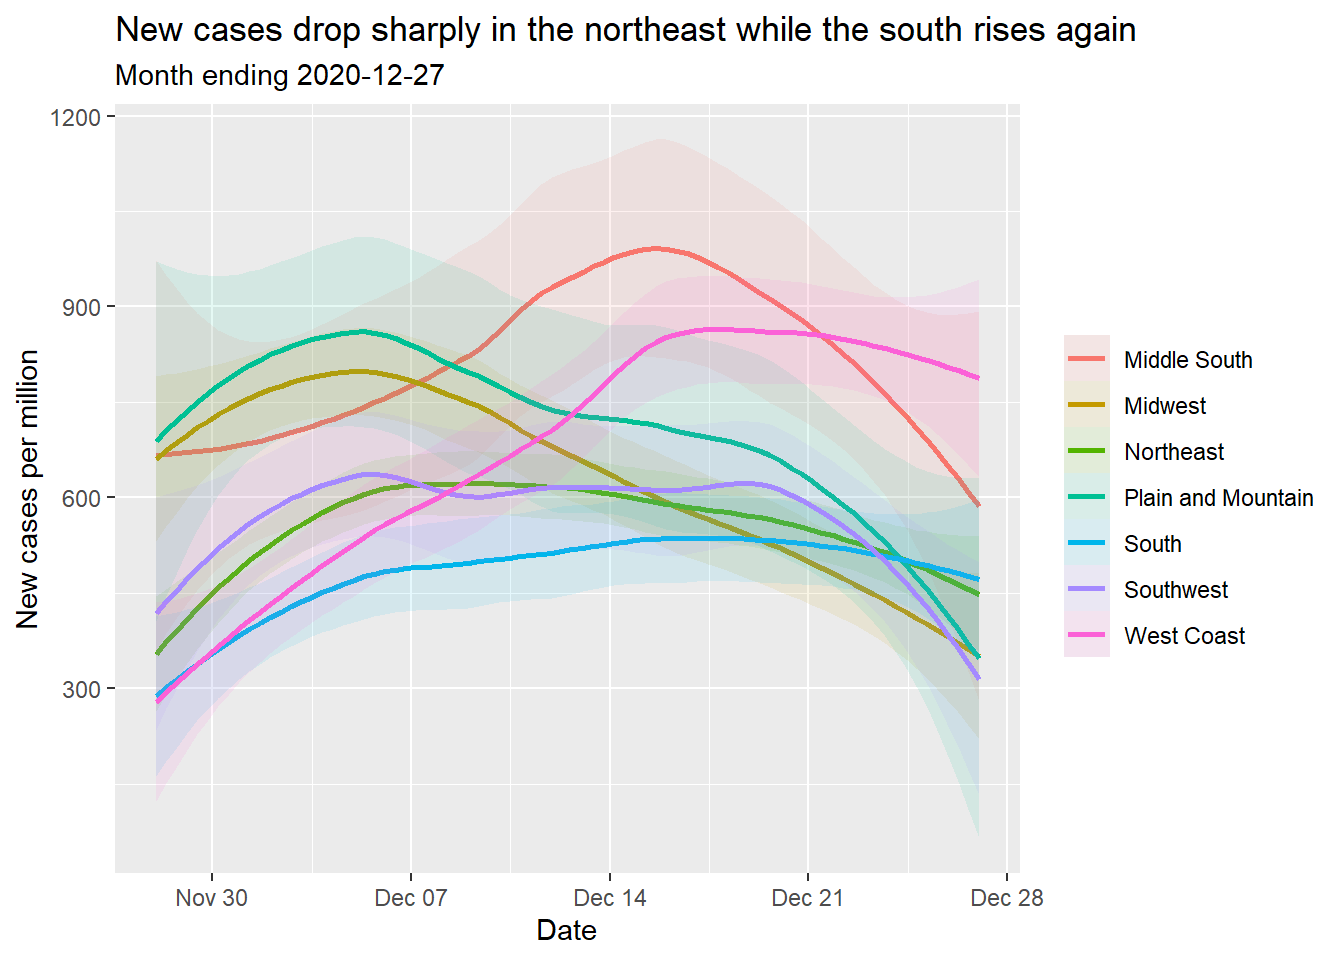 New cases drop sharply in the northeast while the south rises again
Month ending 2020-12-27
1200
900
600
300
New cases per million
Nov 30
Dec 07
Dec 14
Dec 21
Dec 28
Date
Middle South
Midwest
Northeast
Plain and Mountain
South
Southwest
West Coast